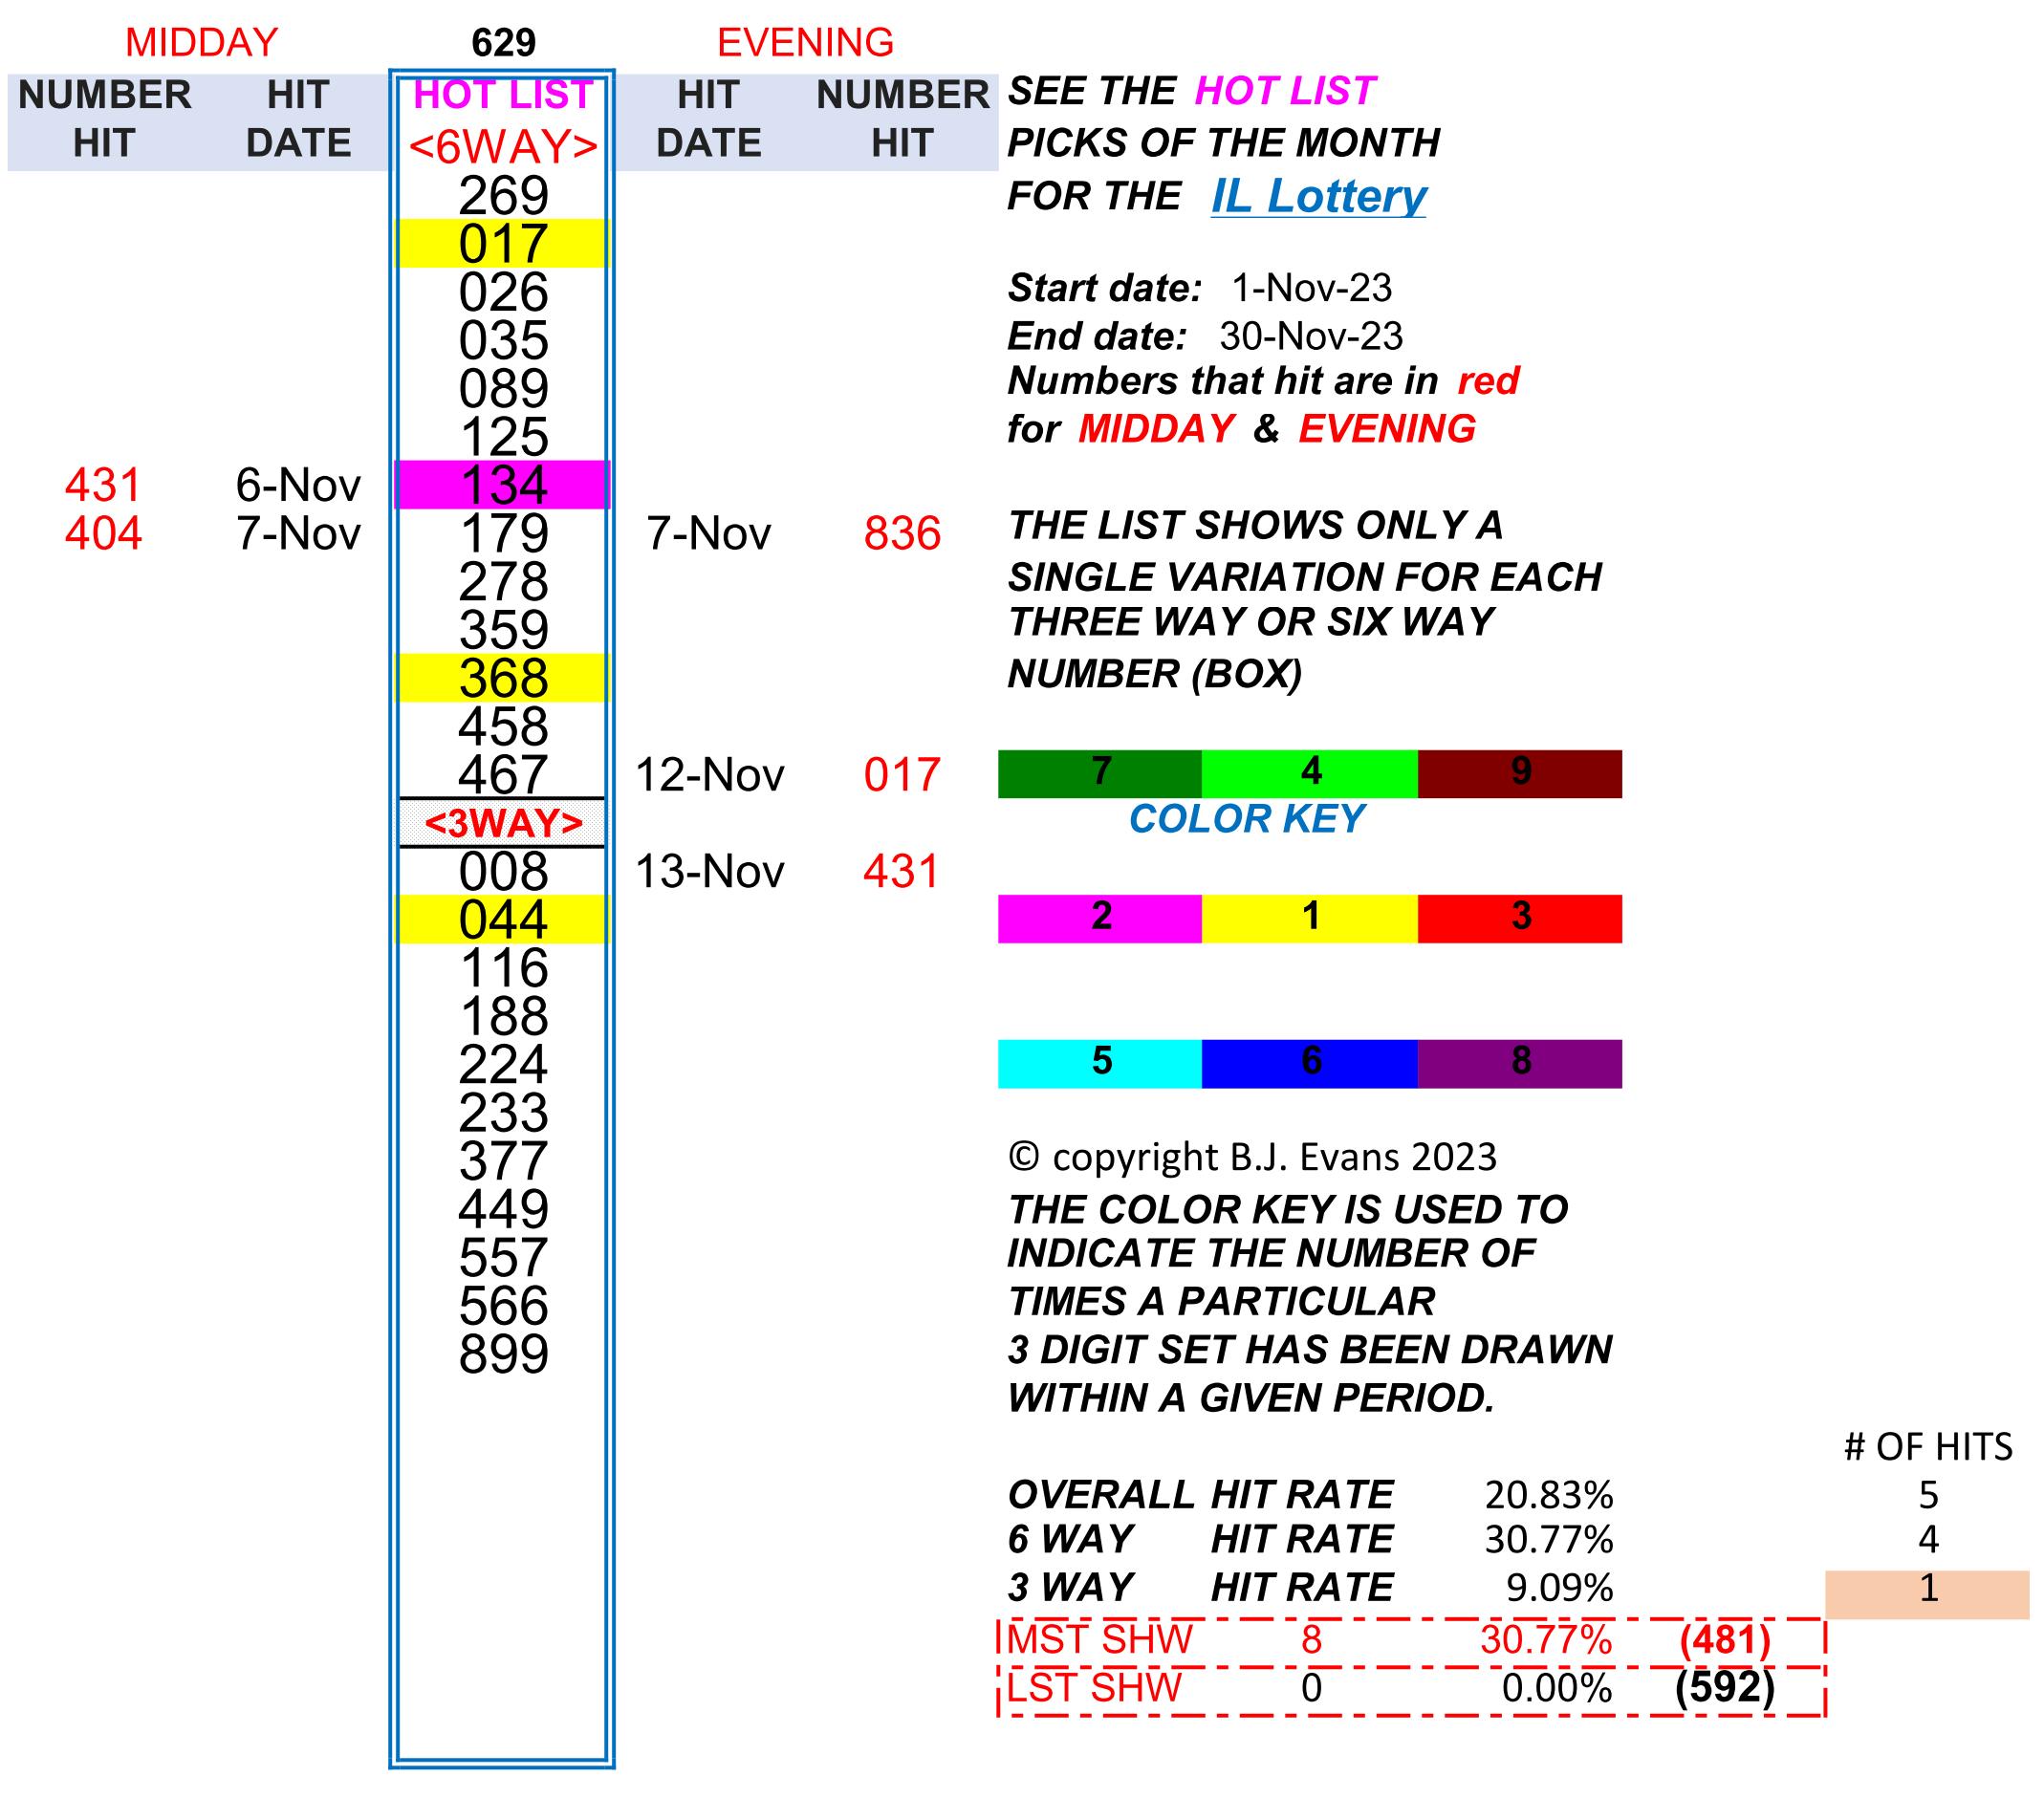 MIDDAY 629 EVENING
NUMBER HIT HOT LIST HIT NUMBER SEE THE HOT LIST
HIT DATE <6WAY> DATE HIT PICKS OF THE MONTH
269 FOR THE IL Lottery
017
026 Start date: 1-Nov-23
035 End date: 30-Nov-23
089 Numbers that hit are in red
125 for MIDDAY & EVENING
431 6-Nov 134
404 7-Nov 179 7-Nov 836 THE LIST SHOWS ONLY A
278 SINGLE VARIATION FOR EACH
359 THREE WAY OR SIX WAY
368 NUMBER (BOX)
458
467 12-Nov 017 7 4 9
<3WAY> COLOR KEY
008 13-Nov 431
044 2 1 3
116
188
224 5 6 8
233
377 © copyright B.J. Evans 2023
449 THE COLOR KEY IS USED TO
557 INDICATE THE NUMBER OF
566 TIMES A PARTICULAR
899 3 DIGIT SET HAS BEEN DRAWN
WITHIN A GIVEN PERIOD.
# OF HITS
OVERALL HIT RATE 20.83% 5
6 WAY HIT RATE 30.77% 4
3 WAY HIT RATE 9.09% 1
MST SHW 8 30.77% (481)
LST SHW 0 0.00% (592)